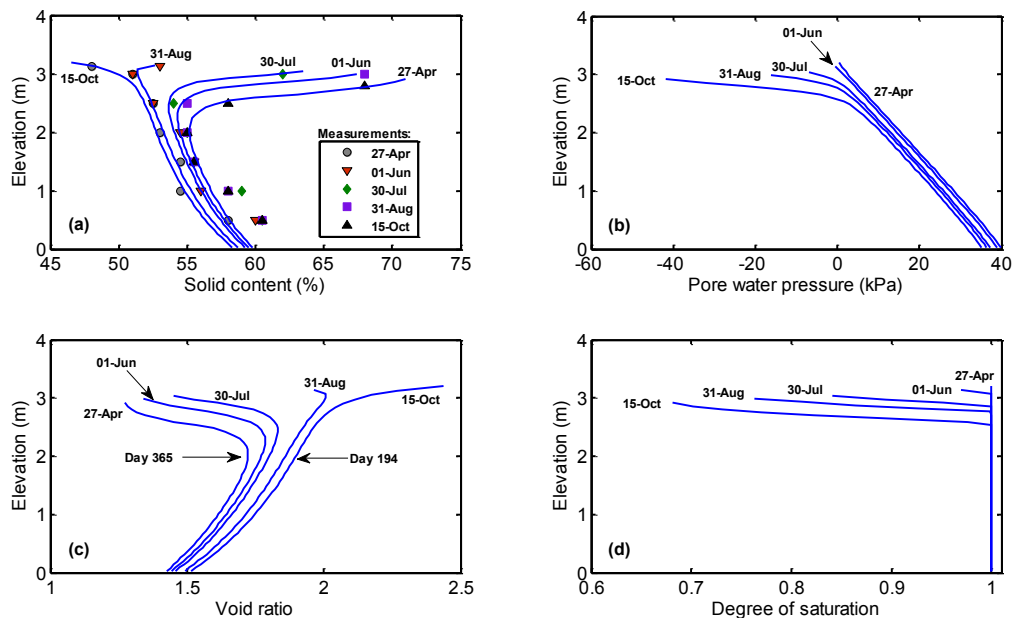 4
3
2
1
0
Elevation (m)
31-Aug
15-Oct
30-Jul
01-Jun
27-Apr
Measurements:
27-Apr
01-Jun
30-Jul
31-Aug
15-Oct
(a)
45 50 55 60 65 70 75
Solid content (%)
4
3
2
1
0
Elevation (m)
01-Jun
30-Jul
31-Aug
15-Oct
27-Apr
(b)
-60 -40 -20 0 20 40
Pore water pressure (kPa)
4
3
2
1
0
Elevation (m)
01-Jun
27-Apr
30-Jul
31-Aug
15-Oct
Day 365
Day 194
(c)
1 1.5 2 2.5
Void ratio
4
3
2
1
0
Elevation (m)
27-Apr
01-Jun
30-Jul
31-Aug
15-Oct
(d)
0.6 0.7 0.8 0.9 1
Degree of saturation